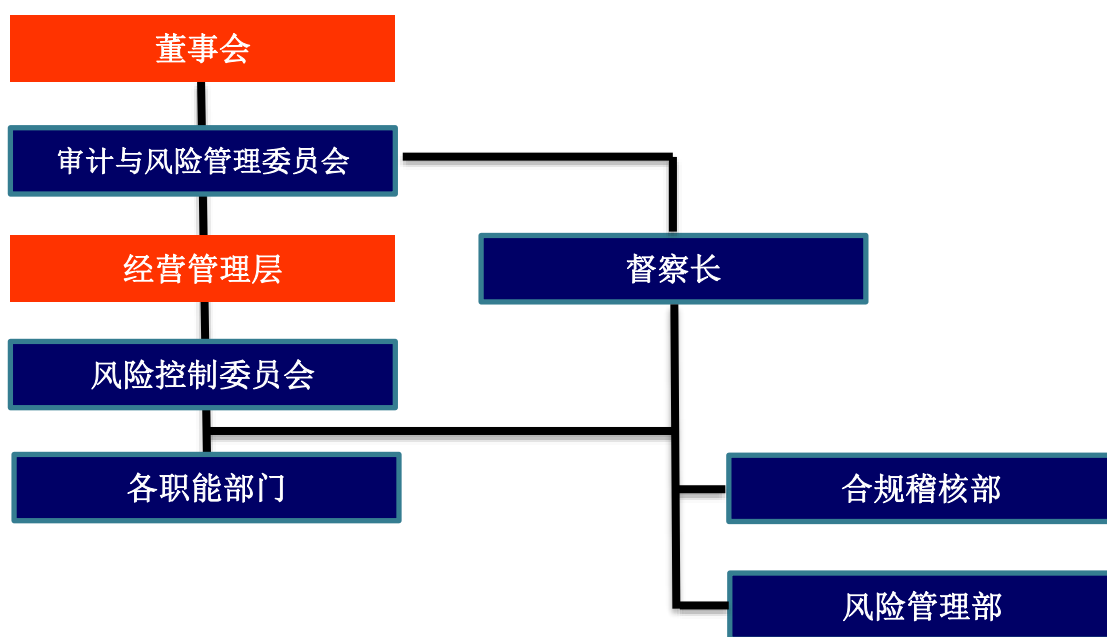 董事会
审计与风险管理委员会
经营管理层
督察长
风险控制委员会
各职能部门
合规稽核部
风险管理部